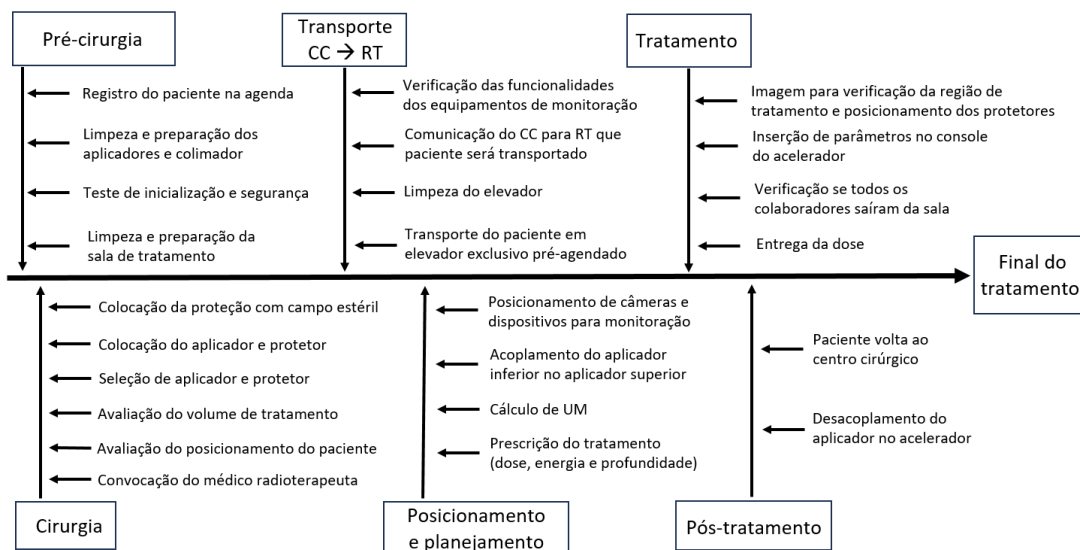 Pré-cirurgia
Registro do paciente na agenda
Limpeza e preparação dos
aplicadores e colimador
Teste de inicialização e segurança
Limpeza e preparação da
sala de tratamento
Transporte
CC → RT
Verificação das funcionalidades
dos equipamentos de monitoração
Comunicação do CC para RT que
paciente será transportado
Limpeza do elevador
Transporte do paciente em
elevador exclusivo pré-agendado
Tratamento
Imagem para verificação da região de
tratamento e posicionamento dos protetores
Inserção de parâmetros no console
do acelerador
Verificação se todos os
colaboradores saíram da sala
Entrega da dose
Final do
tratamento
Colocação da proteção com campo estéril
Colocação do aplicador e protetor
Seleção de aplicador e protetor
Avaliação do volume de tratamento
Avaliação do posicionamento do paciente
Convocação do médico radioterapeuta
Cirurgia
Posicionamento de câmeras e
dispositivos para monitoração
Acoplamento do aplicador
inferior no aplicador superior
Cálculo de UM
Prescrição do tratamento
(dose, energia e profundidade)
Posicionamento
e planejamento
Paciente volta ao
centro cirúrgico
Desacoplamento do
aplicador no acelerador
Pós-tratamento